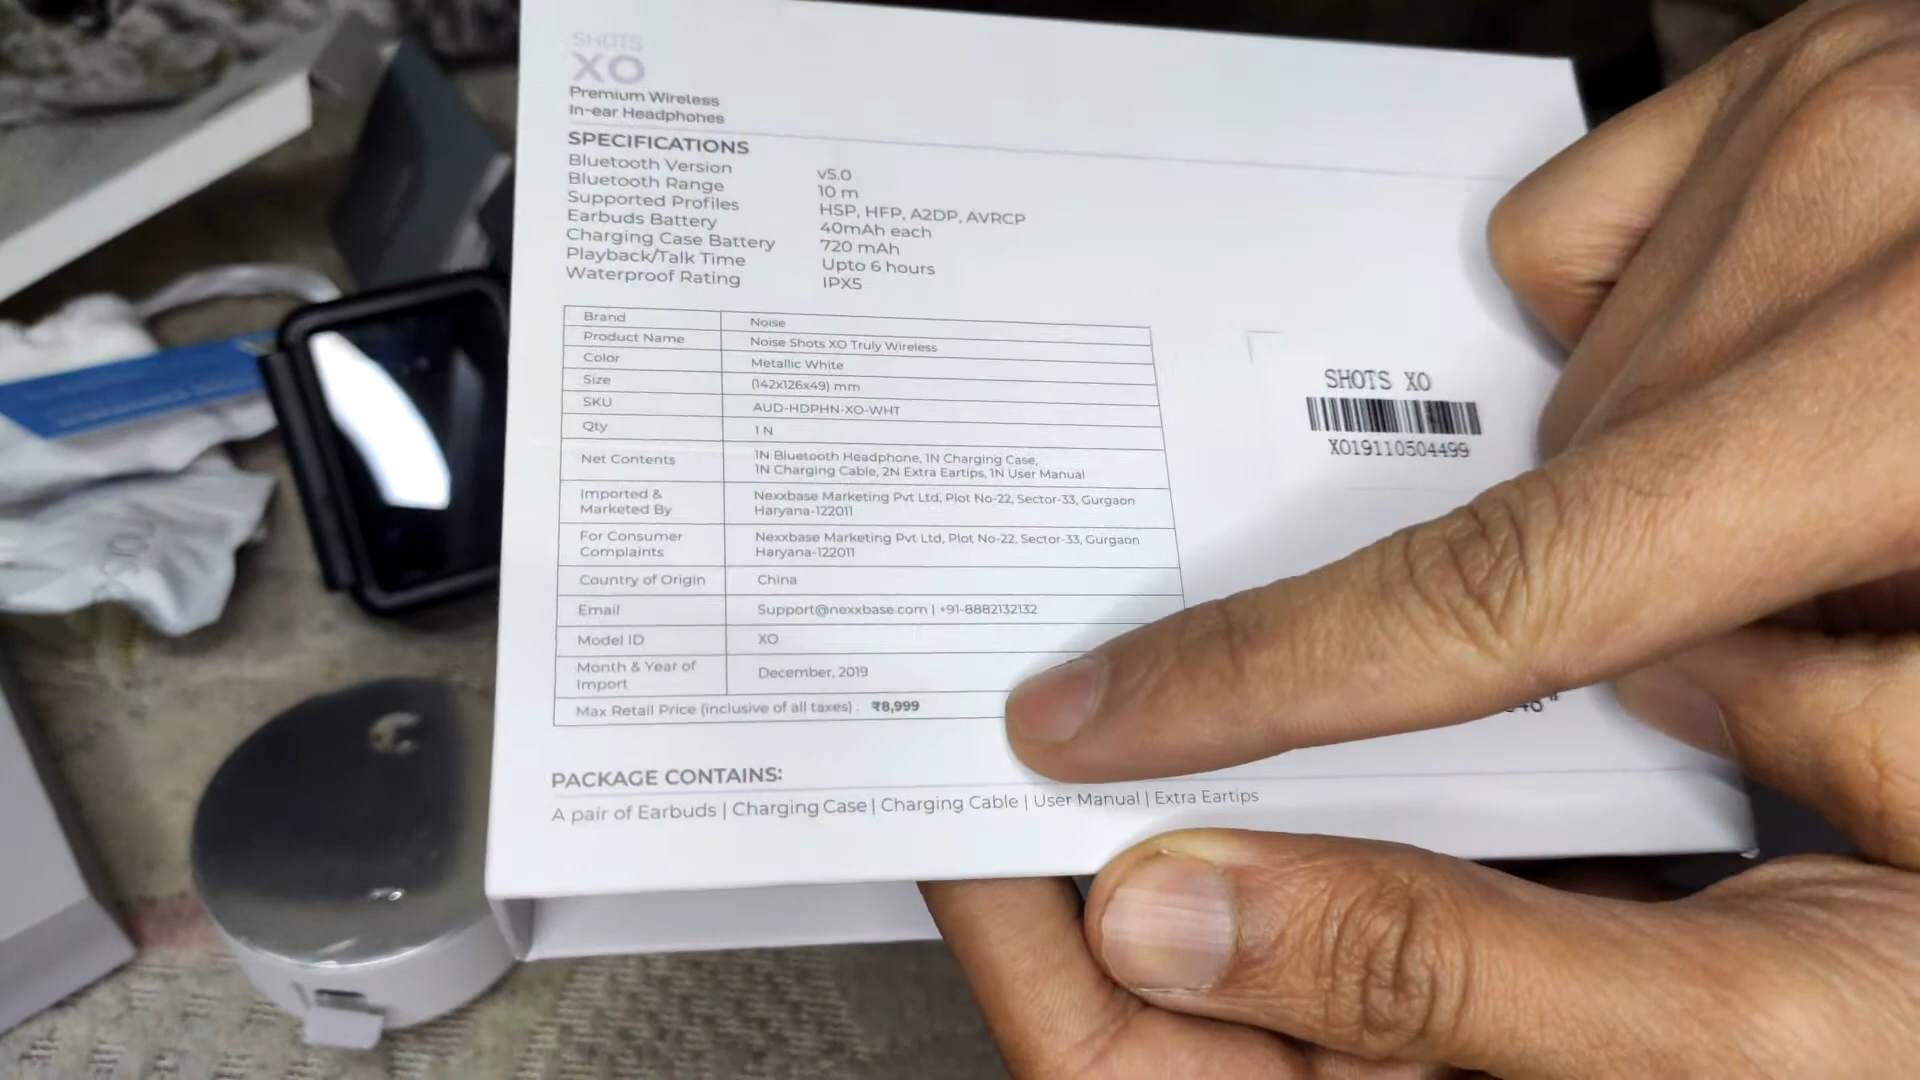 SHOTS
XO
Premium Wireless
In-ear Headphones
SPECIFICATIONS
Bluetooth Version v5.0
Bluetooth Range 10 m
Supported Profiles HSP, HFP, A2DP, AVRCP
Earbuds Battery 40mAh each
Charging Case Battery 720 mAh
Playback/Talk Time Upto 6 hours
Waterproof Rating IPX5
Brand Noise
Product Name Noise Shots XO Truly Wireless
Color Metallic White
Size (142x126x49) mm
SKU AUD-HDPHN-XO-WHT
Qty 1 N
Net Contents 1N Bluetooth Headphone, 1N Charging Case,
1N Charging Cable, 2N Extra Eartips, 1N User Manual
Imported &
Marketed By
Nexxbase Marketing Pvt Ltd, Plot No-22, Sector-33, Gurgaon
Haryana-122011
For Consumer
Complaints
Nexxbase Marketing Pvt Ltd, Plot No-22, Sector-33, Gurgaon
Haryana-122011
Country of Origin China
Email Support@nexxbase.com | +91-8882132132
Model ID XO
Month & Year of
Import
December, 2019
Max Retail Price (inclusive of all taxes) : ₹8,999
PACKAGE CONTAINS:
A pair of Earbuds | Charging Case | Charging Cable | User Manual | Extra Eartips
SHOTS XO
XO19110504499